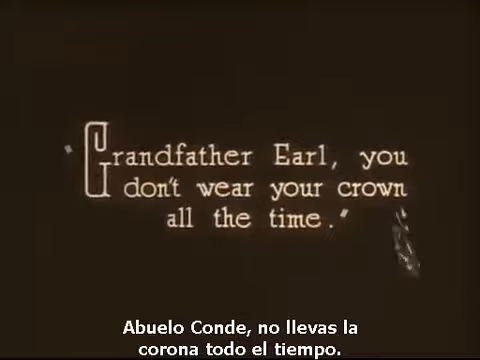 "Grandfather Earl, you
don't wear your crown
all the time."
Abuelo Conde, no llevas la
corona todo el tiempo.